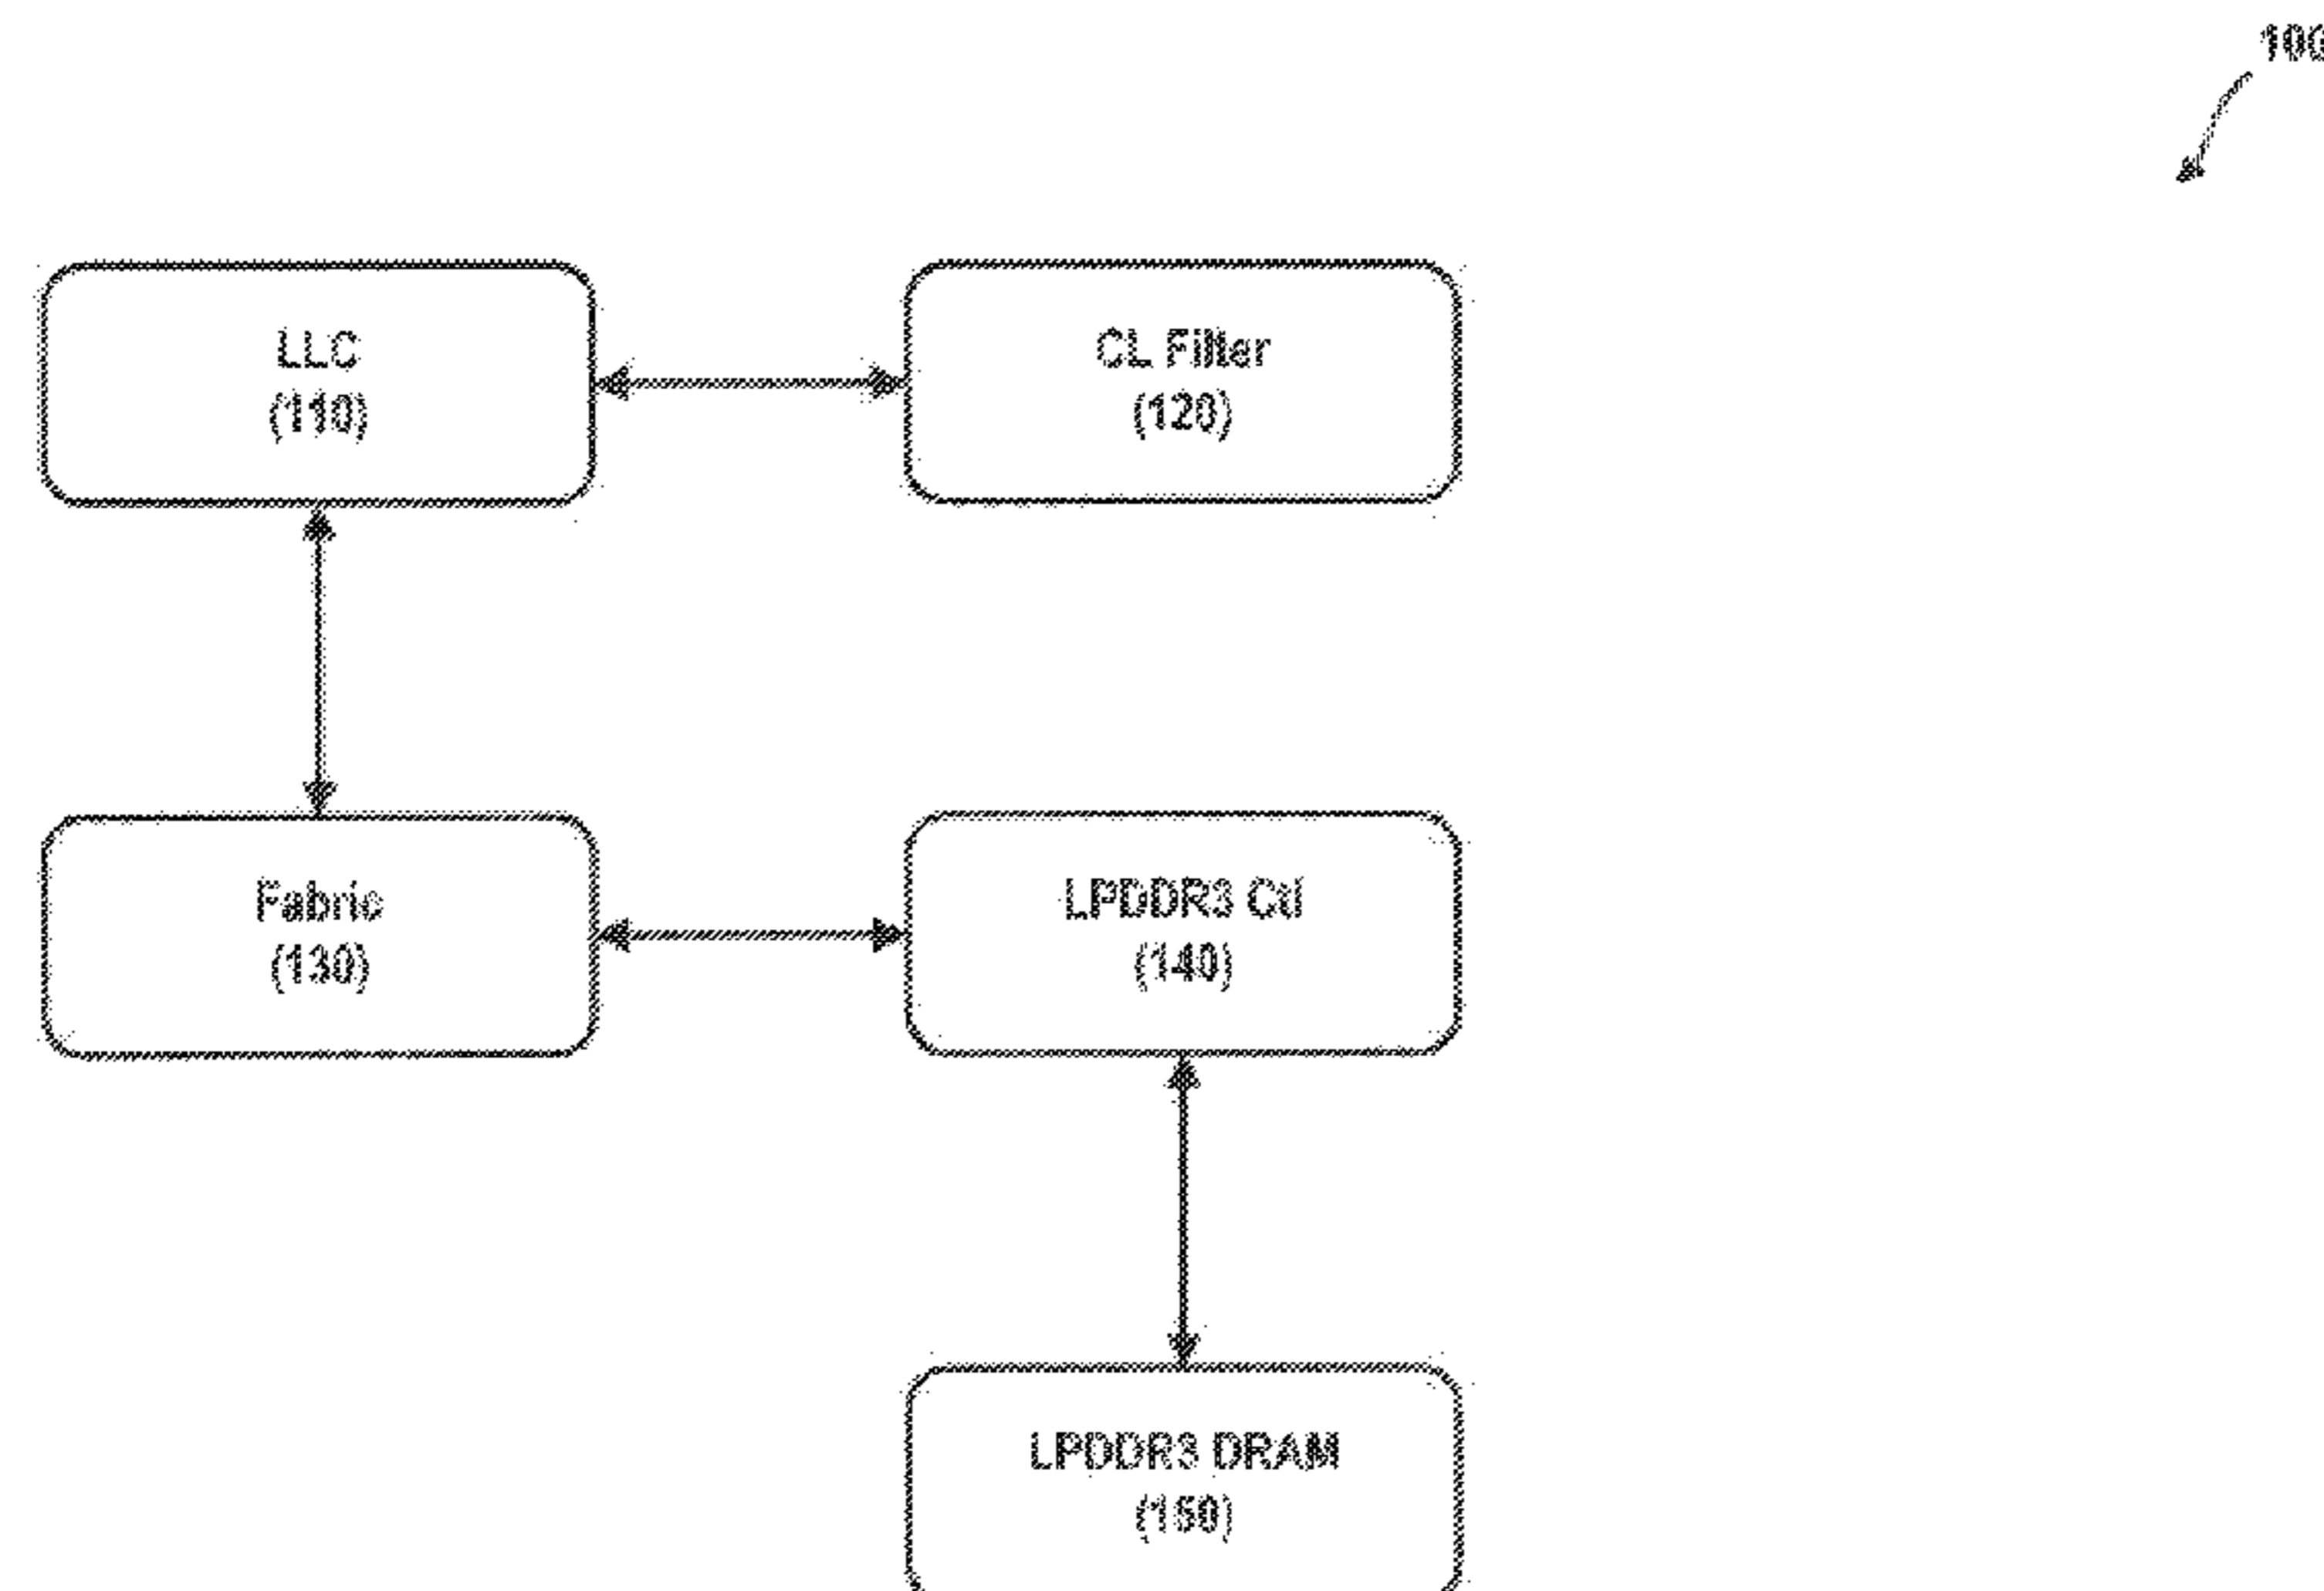 100
LLC
(110)
CL Filter
(120)
Fabric
(130)
LPDDR3 Ctl
(140)
LPDDR3 DRAM
(150)